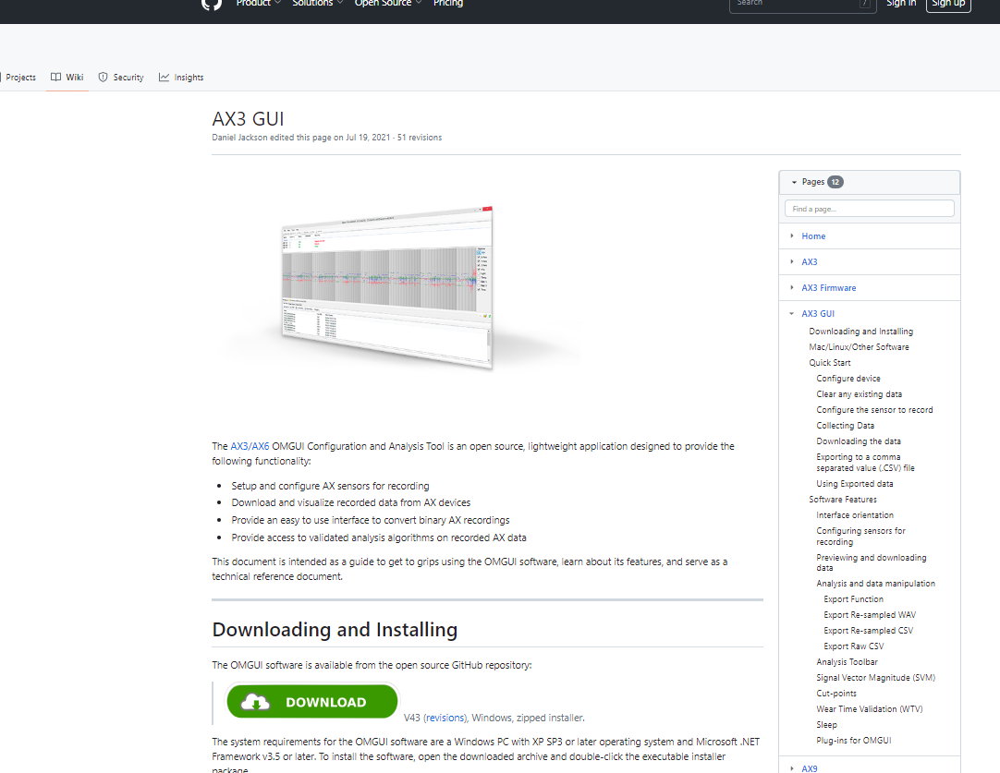 Product Solutions Open Source Pricing Search / Sign in Sign up
Projects Wiki Security Insights
AX3 GUI
Daniel Jackson edited this page on Jul 19, 2021 · 51 revisions
The AX3/AX6 OMGUI Configuration and Analysis Tool is an open source, lightweight application designed to provide the
following functionality:
• Setup and configure AX sensors for recording
• Download and visualize recorded data from AX devices
• Provide an easy to use interface to convert binary AX recordings
• Provide access to validated analysis algorithms on recorded AX data
This document is intended as a guide to get to grips using the OMGUI software, learn about its features, and serve as a
technical reference document.
Downloading and Installing
The OMGUI software is available from the open source GitHub repository:
DOWNLOAD V43 (revisions), Windows, zipped installer.
The system requirements for the OMGUI software are a Windows PC with XP SP3 or later operating system and Microsoft .NET
Framework v3.5 or later. To install the software, open the downloaded archive and double-click the executable installer
package.
Pages 12
Find a page...
Home
AX3
AX3 Firmware
AX3 GUI
Downloading and Installing
Mac/Linux/Other Software
Quick Start
Configure device
Clear any existing data
Configure the sensor to record
Collecting Data
Downloading the data
Exporting to a comma
separated value (.CSV) file
Using Exported data
Software Features
Interface orientation
Configuring sensors for
recording
Previewing and downloading
data
Analysis and data manipulation
Export Function
Export Re-sampled WAV
Export Re-sampled CSV
Export Raw CSV
Analysis Toolbar
Signal Vector Magnitude (SVM)
Cut-points
Wear Time Validation (WTV)
Sleep
Plug-ins for OMGUI
AX9